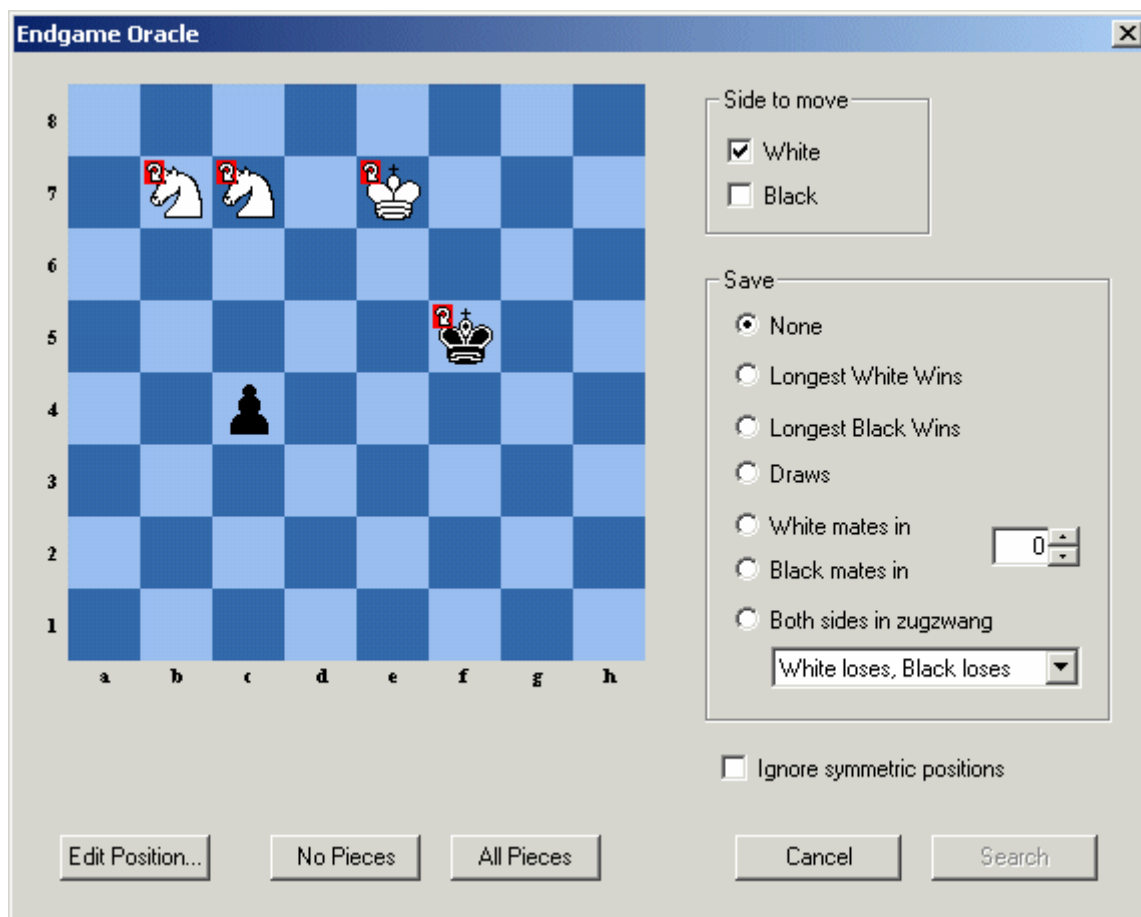 Endgame Oracle
8
7
6
5
4
3
2
1
a b c d e f g h
Side to move
White
Black
Save
None
Longest White Wins
Longest Black Wins
Draws
White mates in
0
Black mates in
Both sides in zugzwang
White loses, Black loses
Ignore symmetric positions
Edit Position... No Pieces All Pieces Cancel Search